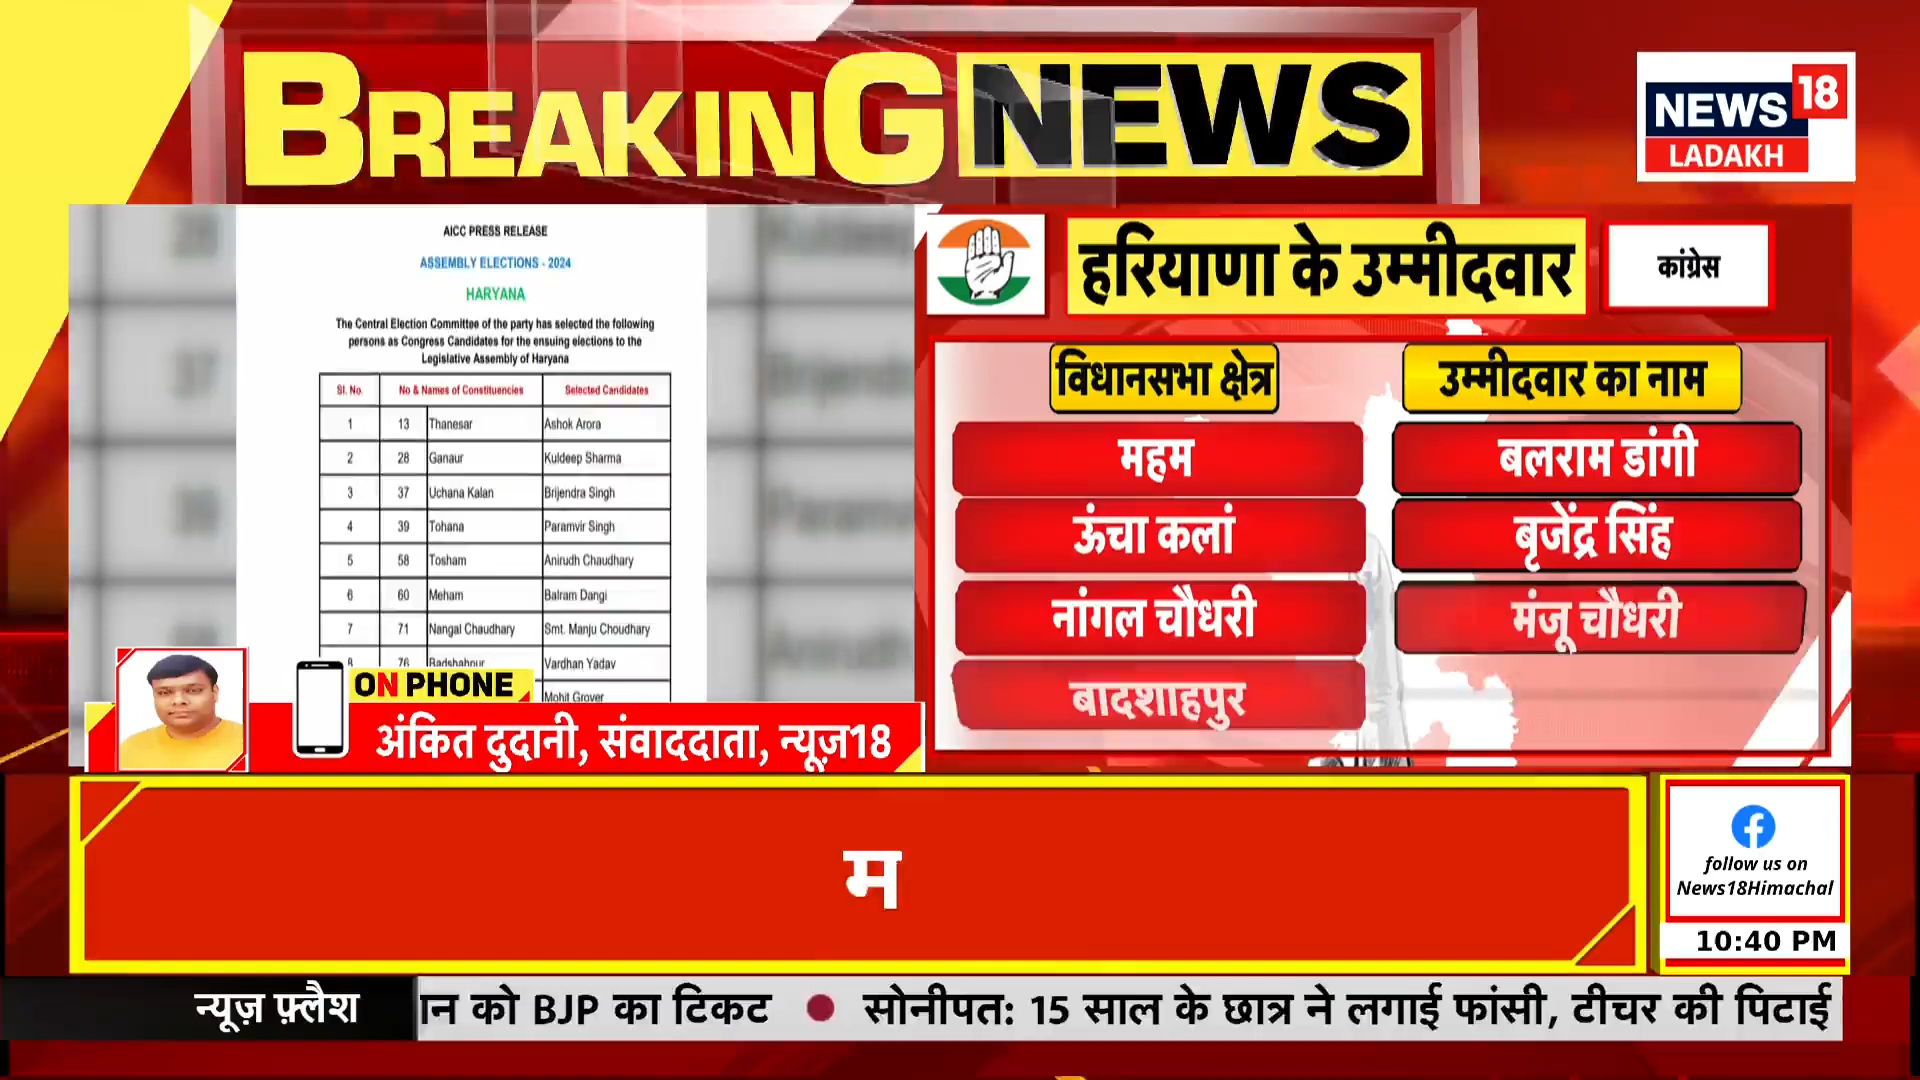 BREAKING NEWS
NEWS 18
LADAKH
AICC PRESS RELEASE
ASSEMBLY ELECTIONS - 2024
HARYANA
The Central Election Committee of the party has selected the following
persons as Congress Candidates for the ensuing elections to the
Legislative Assembly of Haryana
Sl. No. No & Names of Constituencies Selected Candidates
1 13 Thanesar Ashok Arora
2 28 Ganaur Kuldeep Sharma
3 37 Uchana Kalan Brijendra Singh
4 39 Tohana Paramvir Singh
5 58 Tosham Anirudh Chaudhary
6 60 Meham Balram Dangi
7 71 Nangal Chaudhary Smt. Manju Choudhary
8 76 Badshahpur Vardhan Yadav
Mohit Grover
ON PHONE
अंकित दुदानी, संवाददाता, न्यूज़18
हरियाणा के उम्मीदवार
कांग्रेस
विधानसभा क्षेत्र उम्मीदवार का नाम
महम बलराम डांगी
ऊंचा कलां बृजेंद्र सिंह
नांगल चौधरी मंजू चौधरी
बादशाहपुर
म
follow us on
News18Himachal
10:40 PM
न्यूज़ फ़्लैश
ान को BJP का टिकट ● सोनीपत: 15 साल के छात्र ने लगाई फांसी, टीचर की पिटाई